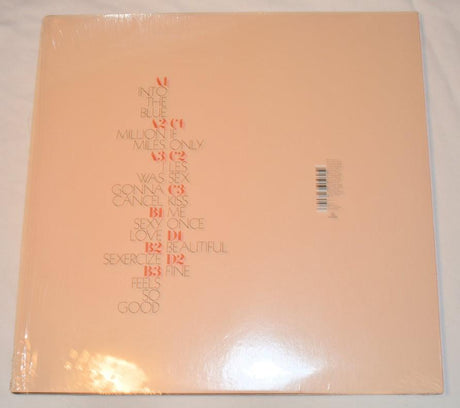 A1
INTO
THE
BLUE
A2
MILLION
MILES
A3
I
WAS
GONNA
CANCEL
B1
SEXY
LOVE
B2
SEXERCIZE
B3
FEELS
SO
GOOD
C1
IF
ONLY
C2
LES
SEX
C3
KISS
ME
ONCE
D1
BEAUTIFUL
D2
FINE